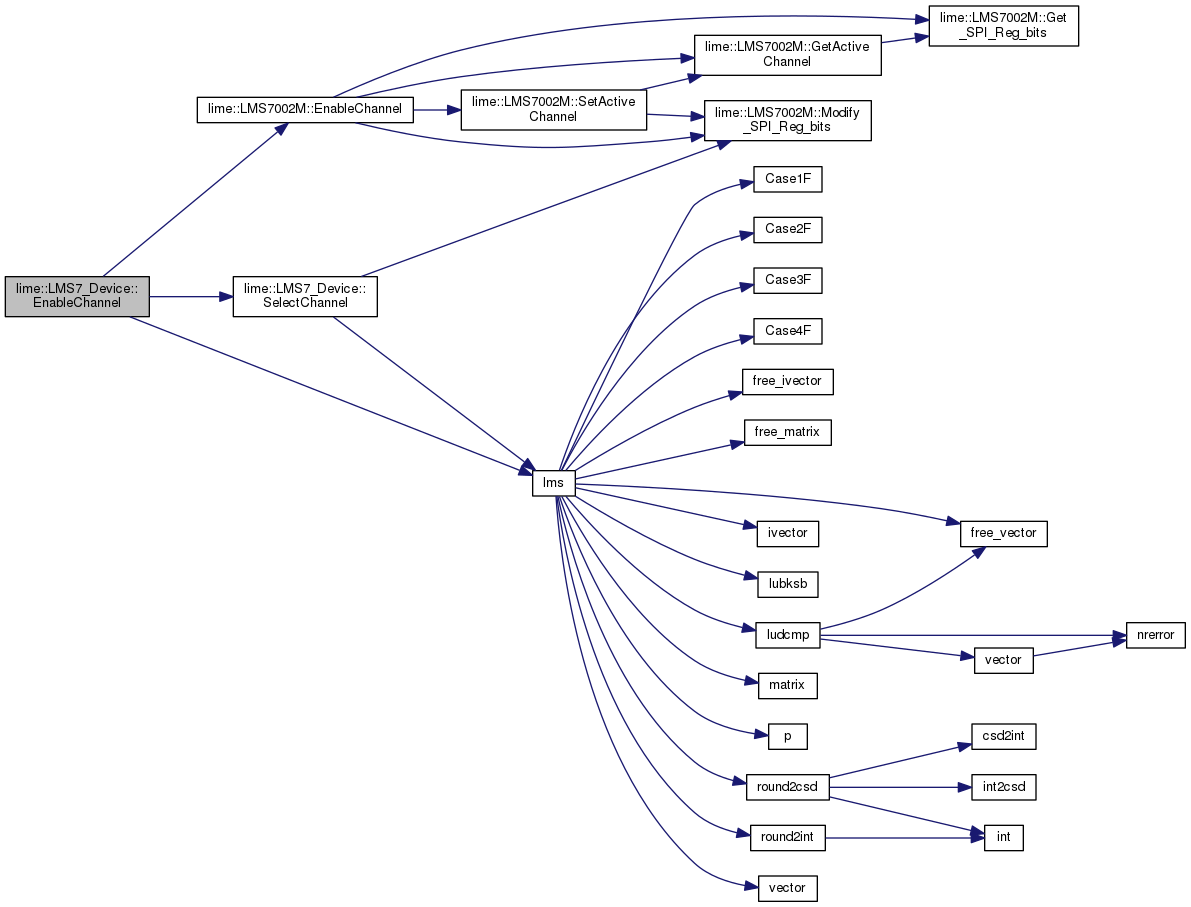 lime::LMS7_Device::
EnableChannel
lime::LMS7002M::EnableChannel
lime::LMS7_Device::
SelectChannel
lime::LMS7002M::SetActive
Channel
lime::LMS7002M::GetActive
Channel
lime::LMS7002M::Get
_SPI_Reg_bits
lime::LMS7002M::Modify
_SPI_Reg_bits
lms
Case1F
Case2F
Case3F
Case4F
free_ivector
free_matrix
free_vector
ivector
lubksb
ludcmp
nrerror
vector
matrix
p
csd2int
round2csd
int2csd
round2int
int
vector